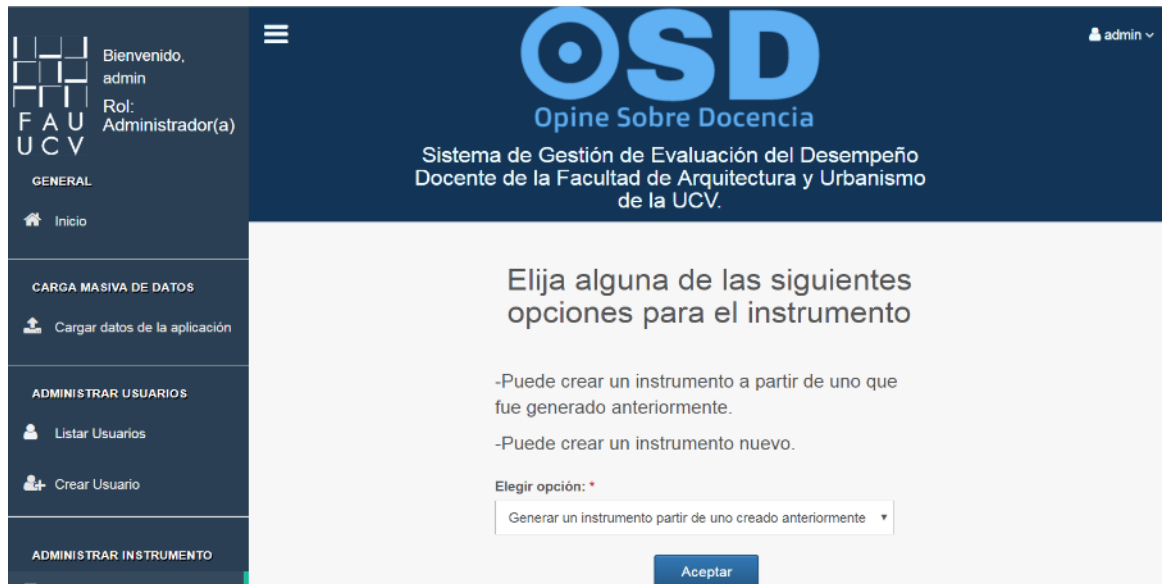 Bienvenido,
admin
Rol:
Administrador(a)
FAU
UCV
GENERAL
Inicio
CARGA MASIVA DE DATOS
Cargar datos de la aplicación
ADMINISTRAR USUARIOS
Listar Usuarios
Crear Usuario
ADMINISTRAR INSTRUMENTO
admin
OSD
Opine Sobre Docencia
Sistema de Gestión de Evaluación del Desempeño
Docente de la Facultad de Arquitectura y Urbanismo
de la UCV.
Elija alguna de las siguientes
opciones para el instrumento
-Puede crear un instrumento a partir de uno que
fue generado anteriormente.
-Puede crear un instrumento nuevo.
Elegir opción: *
Generar un instrumento partir de uno creado anteriormente
Aceptar